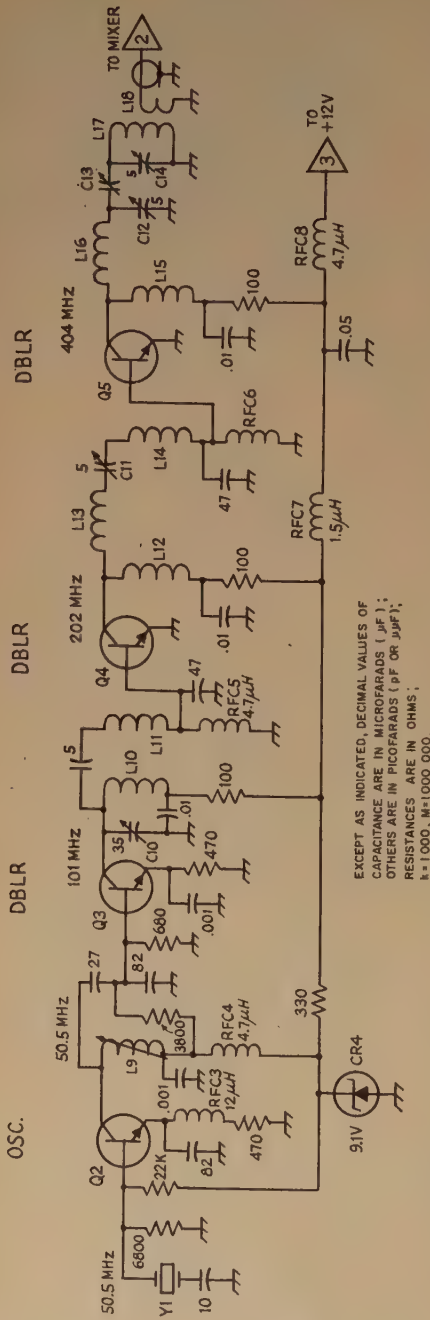 OSC.
DBLR
DBLR
DBLR
50.5 MHz
101 MHz
202 MHz
404 MHz
50.5 MHz
Y1
10
6800
22K
Q2
82
470
RFC3
12µH
.001
L9
3800
RFC4
4.7µH
27
82
680
Q3
.001
470
35
C10
L10
.01
100
5
L11
47
RFC5
4.7µH
Q4
L12
.01
100
L13
5
C11
L14
47
RFC6
Q5
L15
.01
100
L16
C12
5
C13
5
C14
L17
L18
TO MIXER
2
9.1V
CR4
330
RFC7
1.5µH
.05
RFC8
4.7µH
3
TO
+12V
EXCEPT AS INDICATED, DECIMAL VALUES OF
CAPACITANCE ARE IN MICROFARADS ( µF ) ;
OTHERS ARE IN PICOFARADS ( pF OR µµF);
RESISTANCES ARE IN OHMS ;
k = 1 000, M=1 000 000